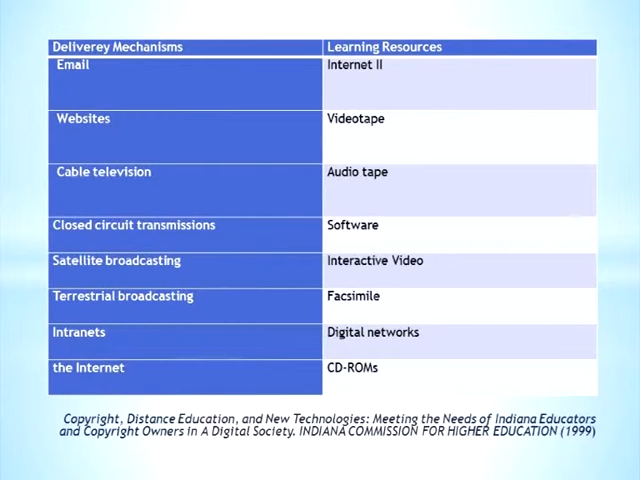 Deliverey Mechanisms Learning Resources
Email Internet II
Websites Videotape
Cable television Audio tape
Closed circuit transmissions Software
Satellite broadcasting Interactive Video
Terrestrial broadcasting Facsimile
Intranets Digital networks
the Internet CD-ROMs
Copyright, Distance Education, and New Technologies: Meeting the Needs of Indiana Educators
and Copyright Owners in A Digital Society. INDIANA COMMISSION FOR HIGHER EDUCATION (1999)